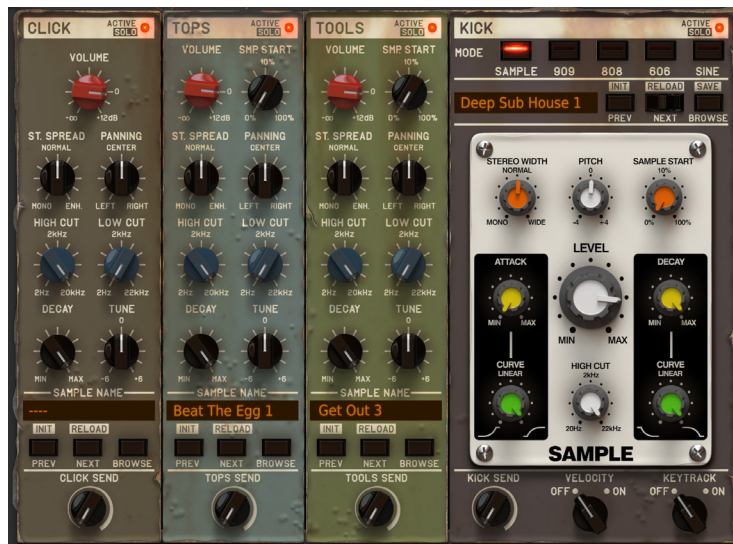 CLICK ACTIVE SOLO
VOLUME
0
-∞ +12dB
ST. SPREAD PANNING
NORMAL CENTER
MONO ENH. LEFT RIGHT
HIGH CUT LOW CUT
2kHz 2kHz
2Hz 20kHz 2Hz 22kHz
DECAY TUNE
0
MIN MAX -6 +6
SAMPLE NAME
----
INIT RELOAD
PREV NEXT BROWSE
CLICK SEND
TOPS ACTIVE SOLO
VOLUME SMP START
10%
0
-∞ +12dB 0% 100%
ST. SPREAD PANNING
NORMAL CENTER
MONO ENH. LEFT RIGHT
HIGH CUT LOW CUT
2kHz 2kHz
2Hz 20kHz 2Hz 22kHz
DECAY TUNE
0
MIN MAX -6 +6
SAMPLE NAME
Beat The Egg 1
INIT RELOAD
PREV NEXT BROWSE
TOPS SEND
TOOLS ACTIVE SOLO
VOLUME SMP START
10%
0
-∞ +12dB 0% 100%
ST. SPREAD PANNING
NORMAL CENTER
MONO ENH. LEFT RIGHT
HIGH CUT LOW CUT
2kHz 2kHz
2Hz 20kHz 2Hz 22kHz
DECAY TUNE
0
MIN MAX -6 +6
SAMPLE NAME
Get Out 3
INIT RELOAD
PREV NEXT BROWSE
TOOLS SEND
KICK ACTIVE SOLO
MODE
SAMPLE 909 808 606 SINE
INIT RELOAD SAVE
Deep Sub House 1
PREV NEXT BROWSE
STEREO WIDTH PITCH SAMPLE START
NORMAL 0 10%
MONO WIDE -4 +4 0% 100%
LEVEL
ATTACK DECAY
MIN MAX MIN MAX MIN MAX
CURVE HIGH CUT CURVE
LINEAR 2kHz LINEAR
20Hz 22kHz
SAMPLE
KICK SEND VELOCITY KEYTRACK
OFF ON OFF ON